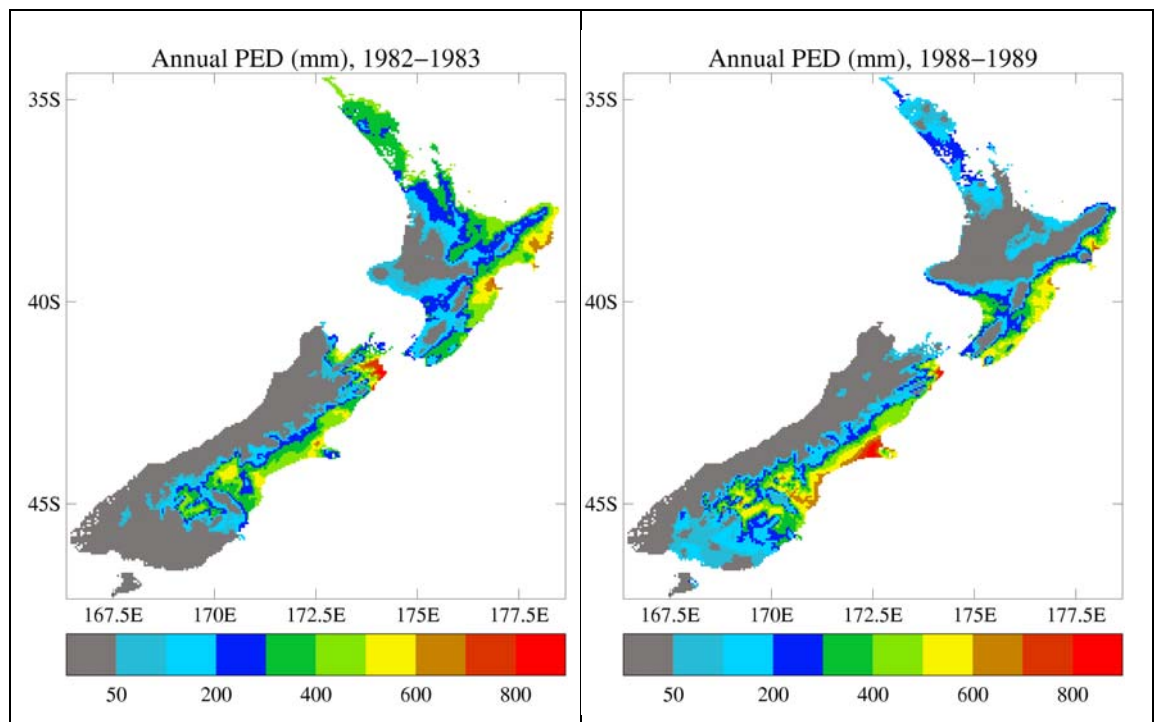 Annual PED (mm), 1982–1983
35S
40S
45S
167.5E 170E 172.5E 175E 177.5E
50 200 400 600 800
Annual PED (mm), 1988–1989
35S
40S
45S
167.5E 170E 172.5E 175E 177.5E
50 200 400 600 800